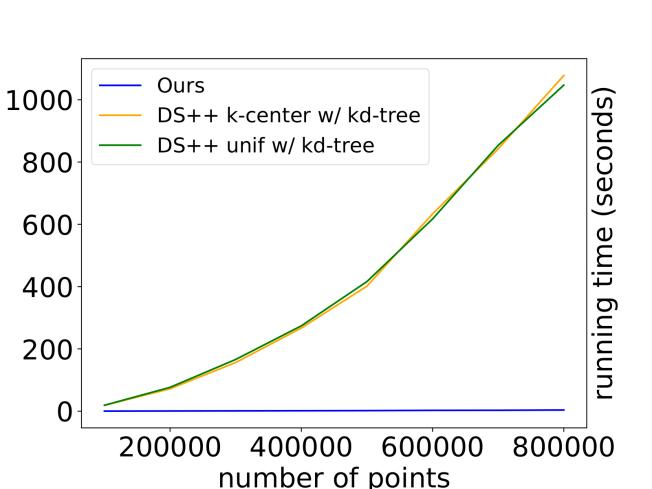 Ours
DS++ k-center w/ kd-tree
DS++ unif w/ kd-tree
1000
800
600
400
200
0
200000 400000 600000 800000
number of points
running time (seconds)